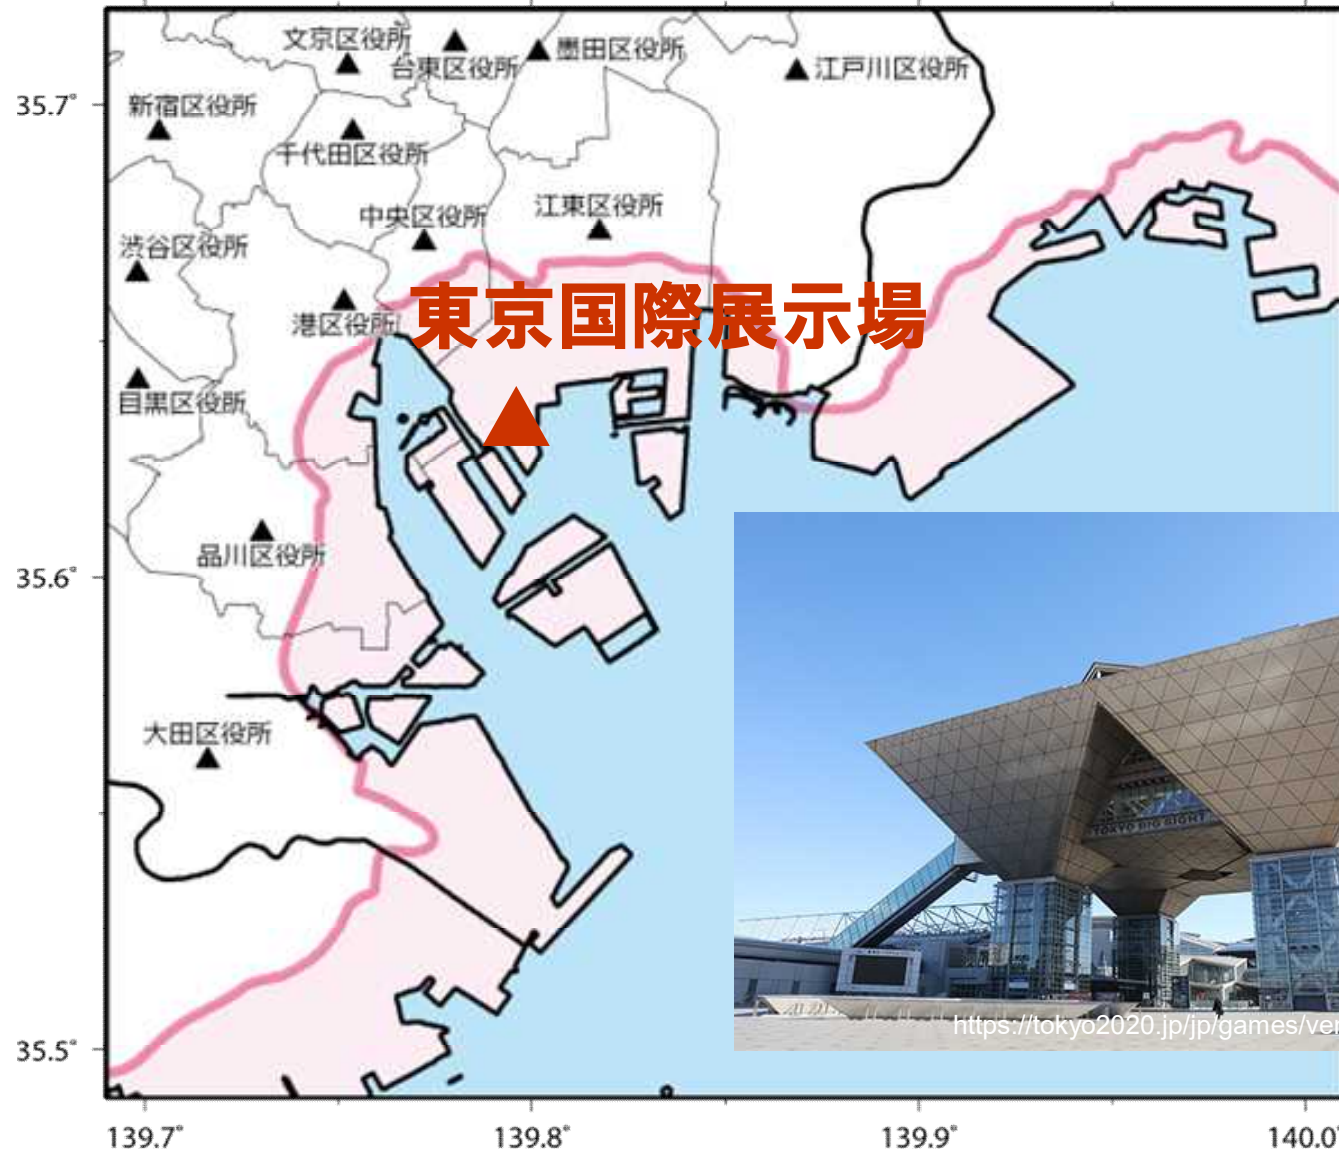 文京区役所
台東区役所
墨田区役所
江戸川区役所
35.7°
新宿区役所
千代田区役所
中央区役所
江東区役所
渋谷区役所
港区役所
東京国際展示場
目黒区役所
品川区役所
35.6°
大田区役所
TOKYO BIG SIGHT
https://tokyo2020.jp/jp/games/ve
35.5°
139.7°
139.8°
139.9°
140.0°